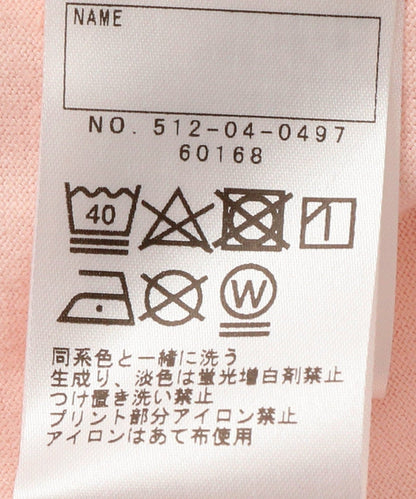 NAME
NO. 512-04-0497
60168
40
W
同系色と一緒に洗う
生成り、淡色は蛍光増白剤禁止
つけ置き洗い禁止
プリント部分アイロン禁止
アイロンはあて布使用